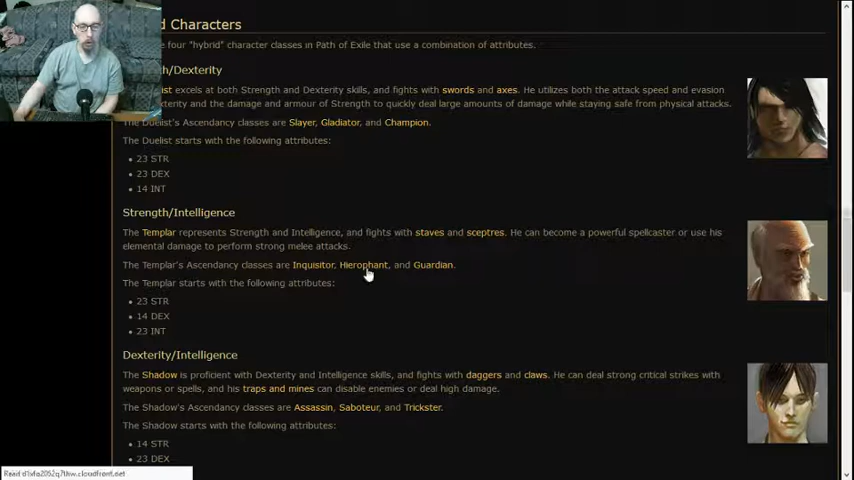 d Characters
e four "hybrid" character classes in Path of Exile that use a combination of attributes.
h/Dexterity
ist excels at both Strength and Dexterity skills, and fights with swords and axes. He utilizes both the attack speed and evasion
xterity and the damage and armour of Strength to quickly deal large amounts of damage while staying safe from physical attacks.
The Duelist's Ascendancy classes are Slayer, Gladiator, and Champion.
The Duelist starts with the following attributes:
• 23 STR
• 23 DEX
• 14 INT
Strength/Intelligence
The Templar represents Strength and Intelligence, and fights with staves and sceptres. He can become a powerful spellcaster or use his
elemental damage to perform strong melee attacks.
The Templar's Ascendancy classes are Inquisitor, Hierophant, and Guardian.
The Templar starts with the following attributes:
• 23 STR
• 14 DEX
• 23 INT
Dexterity/Intelligence
The Shadow is proficient with Dexterity and Intelligence skills, and fights with daggers and claws. He can deal strong critical strikes with
weapons or spells, and his traps and mines can disable enemies or deal high damage.
The Shadow's Ascendancy classes are Assassin, Saboteur, and Trickster.
The Shadow starts with the following attributes:
• 14 STR
• 23 DEX
Read